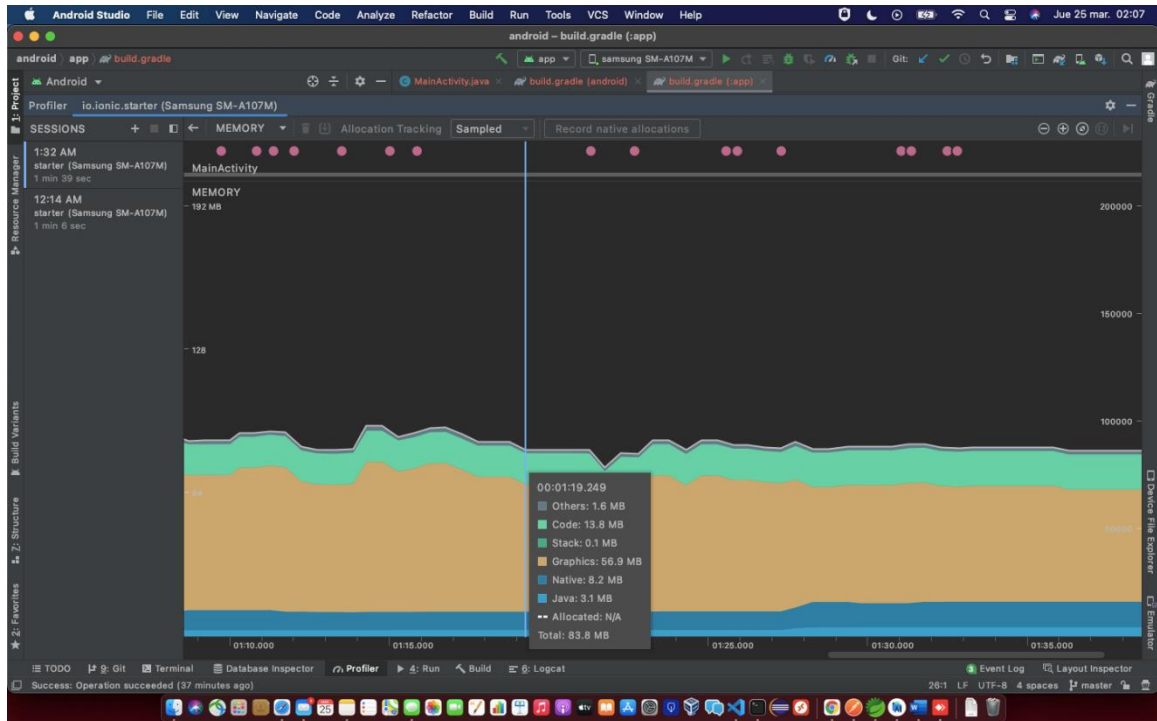 Android Studio File Edit View Navigate Code Analyze Refactor Build Run Tools VCS Window Help Jue 25 mar. 02:07
android – build.gradle (:app)
android app build.gradle app samsung SM-A107M Git:
Android MainActivity.java build.gradle (android) build.gradle (:app)
Profiler io.ionic.starter (Samsung SM-A107M)
SESSIONS MEMORY Allocation Tracking Sampled Record native allocations
1:32 AM
starter (Samsung SM-A107M)
1 min 39 sec
12:14 AM
starter (Samsung SM-A107M)
1 min 6 sec
MainActivity
MEMORY
192 MB
200000
150000
128
100000
64
50000
00:01:19.249
Others: 1.6 MB
Code: 13.8 MB
Stack: 0.1 MB
Graphics: 56.9 MB
Native: 8.2 MB
Java: 3.1 MB
Allocated: N/A
Total: 83.8 MB
01:10.000 01:15.000 01:25.000 01:30.000 01:35.000
1: Project
Resource Manager
Build Variants
Z: Structure
2: Favorites
Gradle
Device File Explorer
Emulator
TODO 9: Git Terminal Database Inspector Profiler 4: Run Build 6: Logcat Event Log Layout Inspector
Success: Operation succeeded (37 minutes ago) 26:1 LF UTF-8 4 spaces master